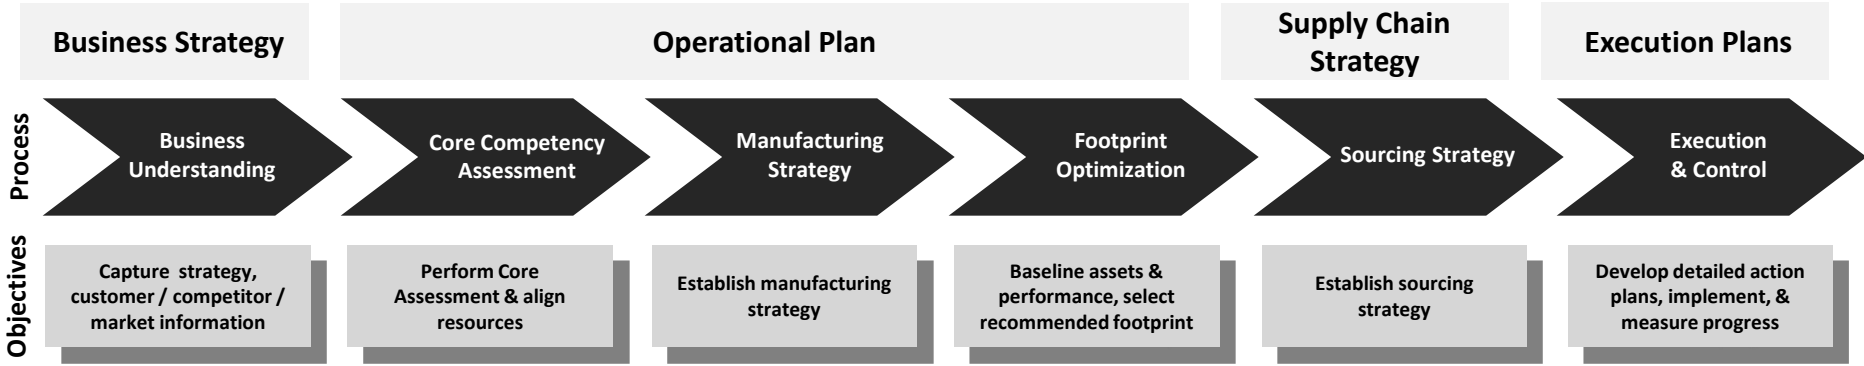 Business Strategy
Operational Plan
Supply Chain
Strategy
Execution Plans
Process
Business
Understanding
Core Competency
Assessment
Manufacturing
Strategy
Footprint
Optimization
Sourcing Strategy
Execution
& Control
Objectives
Capture strategy,
customer / competitor /
market information
Perform Core
Assessment & align
resources
Establish manufacturing
strategy
Baseline assets &
performance, select
recommended footprint
Establish sourcing
strategy
Develop detailed action
plans, implement, &
measure progress